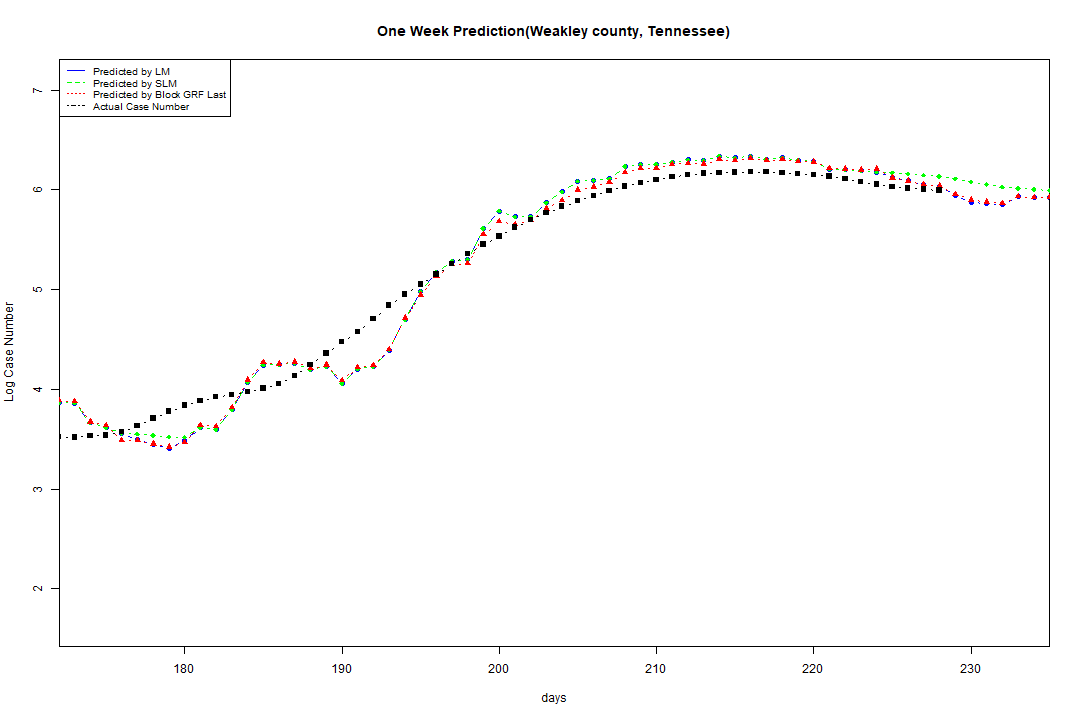 One Week Prediction(Weakley county, Tennessee)
Predicted by LM
Predicted by SLM
Predicted by Block GRF Last
Actual Case Number
7
6
5
4
3
2
Log Case Number
180 190 200 210 220 230
days